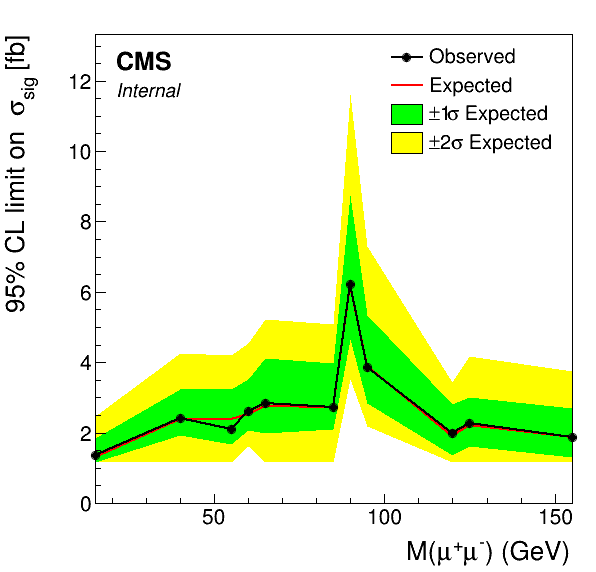 CMS
Internal
Observed
Expected
±1σ Expected
±2σ Expected
95% CL limit on σsig [fb]
12
10
8
6
4
2
0
50
100
150
M(μ⁺μ⁻) (GeV)